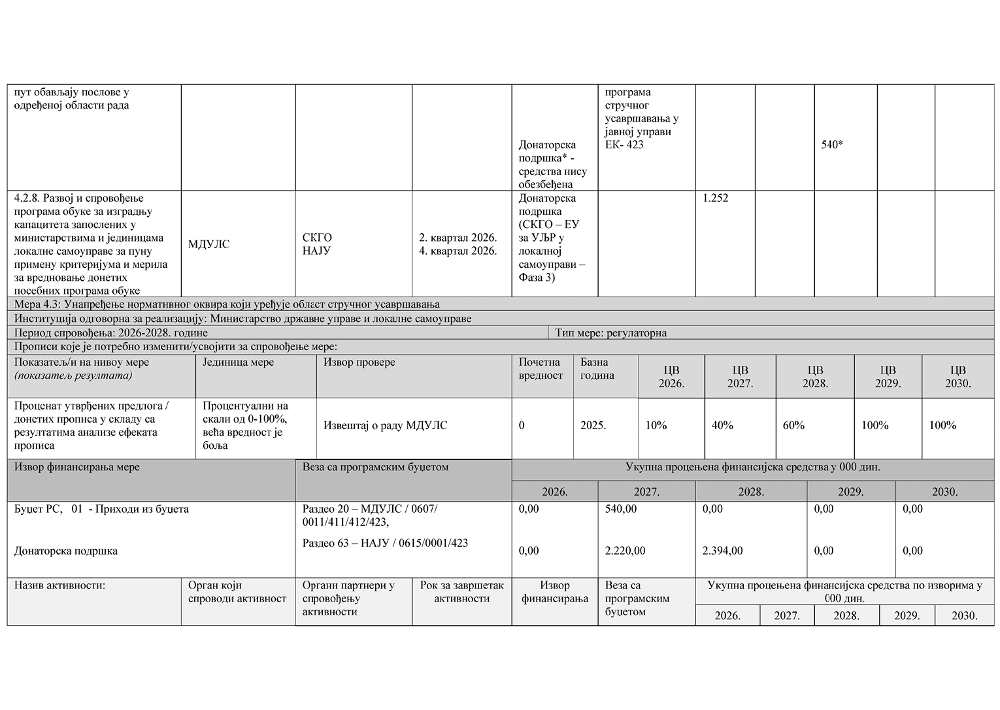 пут обављају послове у
одређеној области рада
Донаторска
подршка* -
средства нису
обезбеђена
програма
стручног
усавршавања у
јавној управи
ЕК- 423
540*
4.2.8. Развој и спровођење
програма обуке за изградњу
капацитета запослених у
министарствима и јединицама
локалне самоуправе за пуну
примену критеријума и мерила
за вредновање донетих
посебних програма обуке
МДУЛС
СКГО
НАЈУ
2. квартал 2026.
4. квартал 2026.
Донаторска
подршка
(СКГО – ЕУ
за УЉР у
локалној
самоуправи –
Фаза 3)
1.252
Мера 4.3: Унапређење нормативног оквира који уређује област стручног усавршавања
Институција одговорна за реализацију: Министарство државне управе и локалне самоуправе
Период спровођења: 2026-2028. године
Тип мере: регулаторна
Прописи које је потребно изменити/усвојити за спровођење мере:
Показатељ/и на нивоу мере
(показатељ резултата)
Јединица мере
Извор провере
Почетна
вредност
Базна
година
ЦВ
2026.
ЦВ
2027.
ЦВ
2028.
ЦВ
2029.
ЦВ
2030.
Проценат утврђених предлога /
донетих прописа у складу са
резултатима анализе ефеката
прописа
Процентуални на
скали од 0-100%,
већа вредност је
боља
Извештај о раду МДУЛС
0
2025.
10%
40%
60%
100%
100%
Извор финансирања мере
Веза са програмским буџетом
Укупна процењена финансијска средства у 000 дин.
2026.
2027.
2028.
2029.
2030.
Буџет РС, 01 - Приходи из буџета
Раздео 20 – МДУЛС / 0607/
0011/411/412/423,
0,00
540,00
0,00
0,00
0,00
Раздео 63 – НАЈУ / 0615/0001/423
Донаторска подршка
0,00
2.220,00
2.394,00
0,00
0,00
Назив активности:
Орган који
спроводи активност
Органи партнери у
спровођењу
активности
Рок за завршетак
активности
Извор
финансирања
Веза са
програмским
буџетом
Укупна процењена финансијска средства по изворима у
000 дин.
2026.
2027.
2028.
2029.
2030.